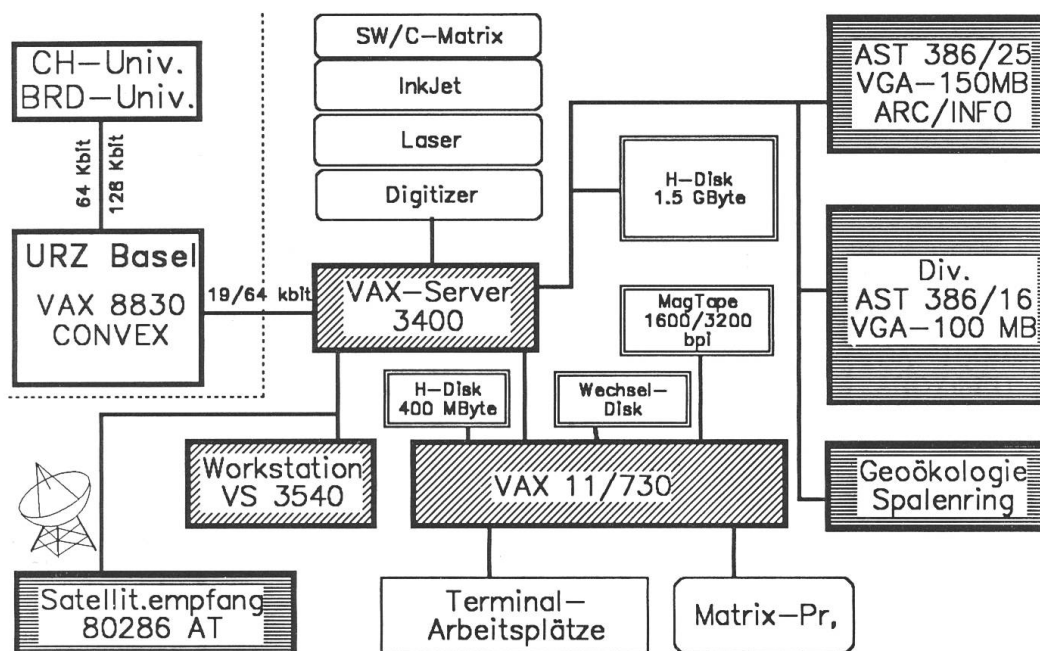 CH-Univ.
BRD-Univ.
64 Kbit
128 Kbit
URZ Basel
VAX 8830
CONVEX
19/64 kbit
SW/C-Matrix
InkJet
Laser
Digitizer
VAX-Server
3400
H-Disk
1.5 GByte
MagTape
1600/3200
bpi
H-Disk
400 MByte
Wechsel-
Disk
Workstation
VS 3540
VAX 11/730
Satellit.empfang
80286 AT
Terminal-
Arbeitsplätze
Matrix-Pr,
AST 386/25
VGA-150MB
ARC/INFO
Div.
AST 386/16
VGA-100 MB
Geoökologie
Spalenring